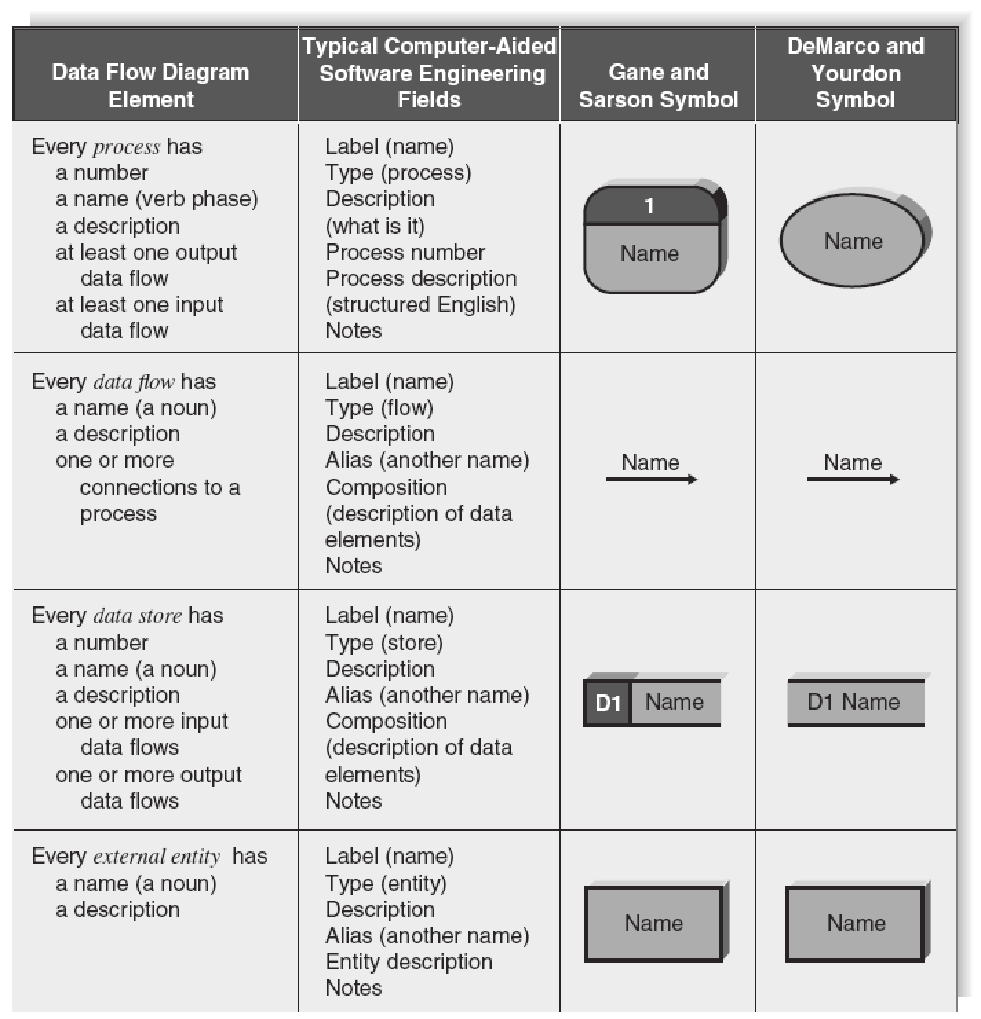 Data Flow Diagram
Element
Typical Computer-Aided
Software Engineering
Fields
Gane and
Sarson Symbol
DeMarco and
Yourdon
Symbol
Every process has
a number
a name (verb phase)
a description
at least one output
data flow
at least one input
data flow
Label (name)
Type (process)
Description
(what is it)
Process number
Process description
(structured English)
Notes
1
Name
Name
Every data flow has
a name (a noun)
a description
one or more
connections to a
process
Label (name)
Type (flow)
Description
Alias (another name)
Composition
(description of data
elements)
Notes
Name
Name
Every data store has
a number
a name (a noun)
a description
one or more input
data flows
one or more output
data flows
Label (name)
Type (store)
Description
Alias (another name)
Composition
(description of data
elements)
Notes
D1 Name
D1 Name
Every external entity has
a name (a noun)
a description
Label (name)
Type (entity)
Description
Alias (another name)
Entity description
Notes
Name
Name